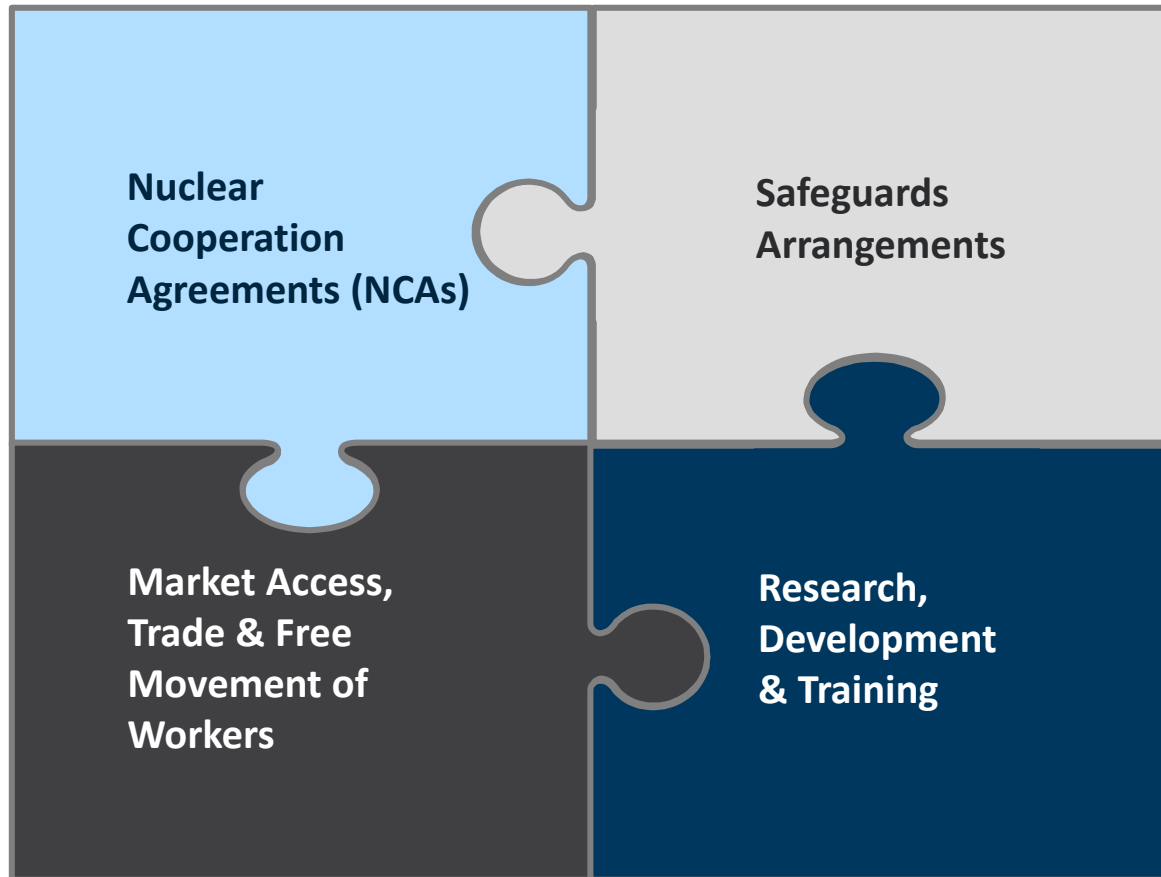 Nuclear
Cooperation
Agreements (NCAs)
Safeguards
Arrangements
Market Access,
Trade & Free
Movement of
Workers
Research,
Development
& Training